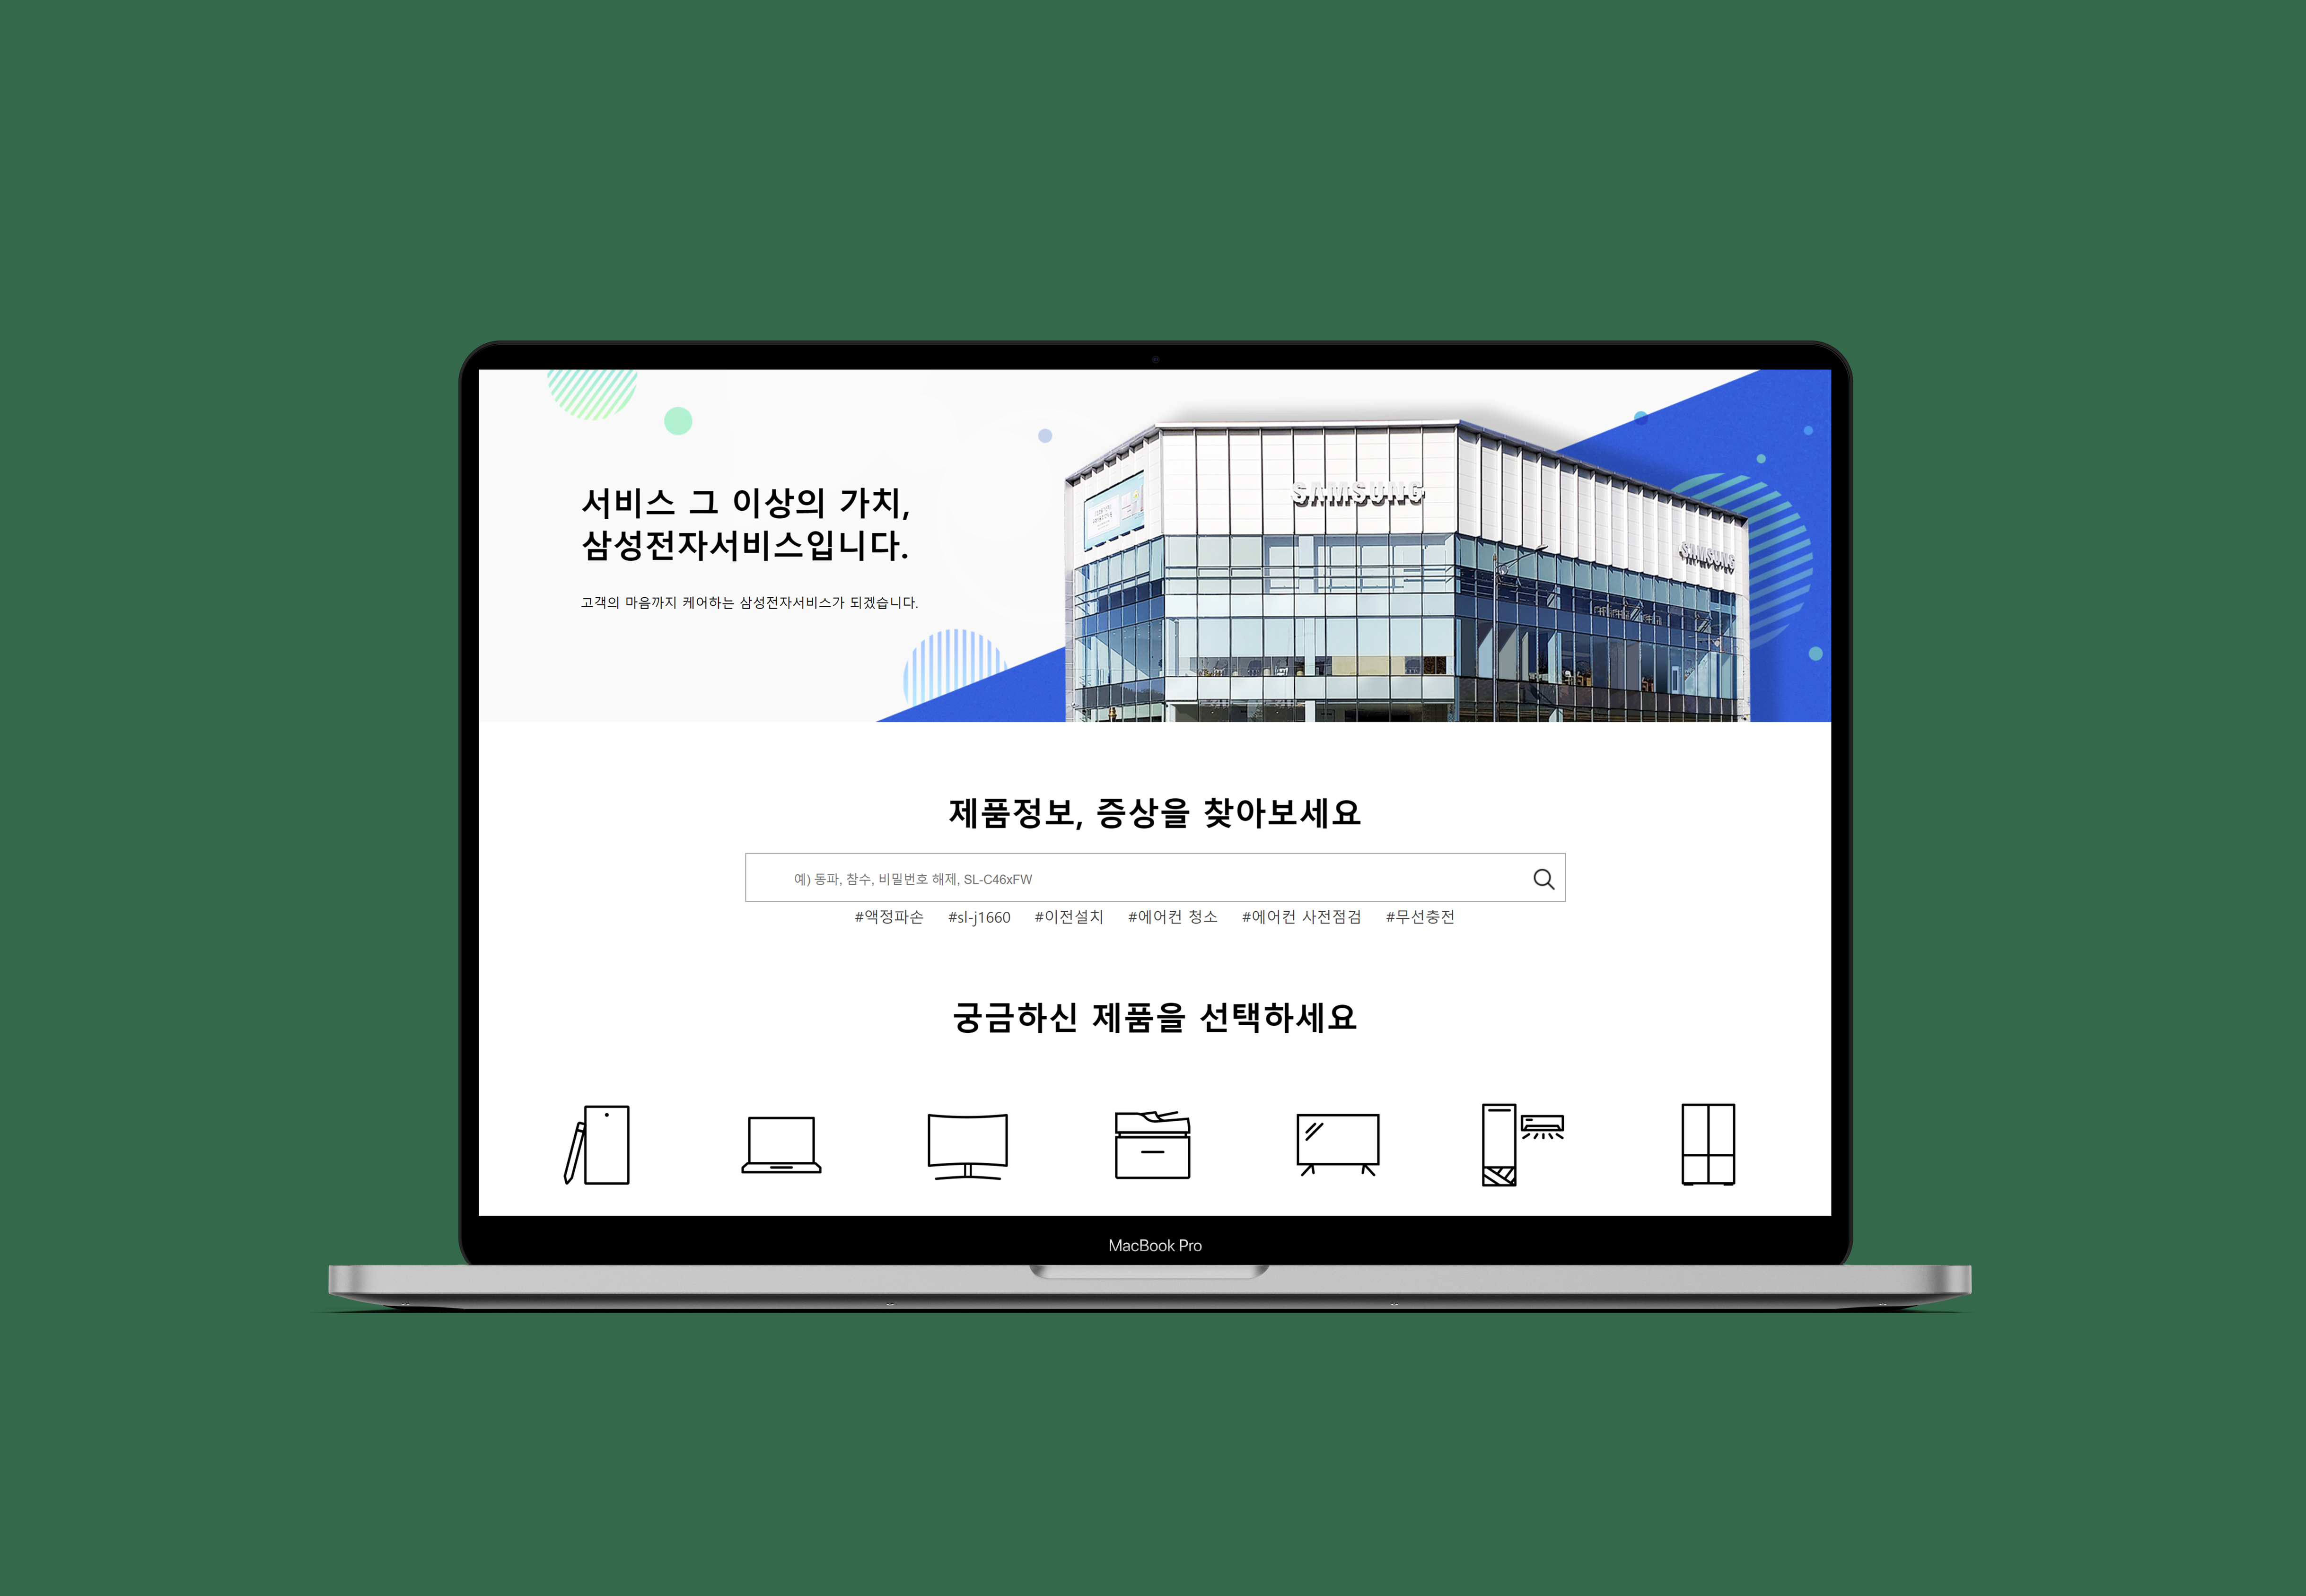 SAMSUNG
SAMSUNG
서비스 그 이상의 가치,
삼성전자서비스입니다.
고객의 마음까지 케어하는 삼성전자서비스가 되겠습니다.
제품정보, 증상을 찾아보세요
예) 동파, 참수, 비밀번호 해제, SL-C46xFW
#액정파손 #sl-j1660 #이전설치 #에어컨 청소 #에어컨 사전점검 #무선충전
궁금하신 제품을 선택하세요
MacBook Pro